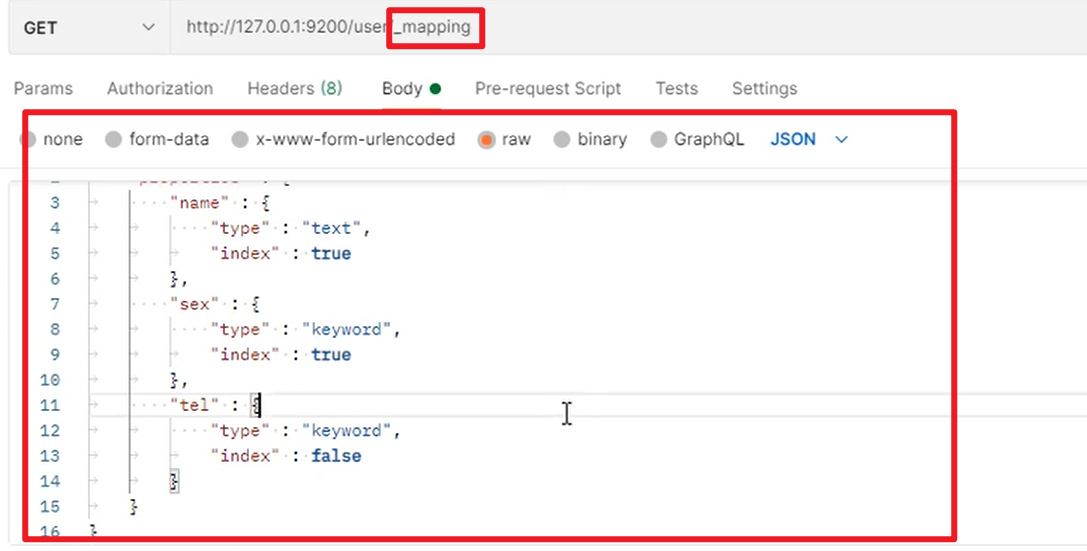 GET http://127.0.0.1:9200/user/_mapping
Params Authorization Headers (8) Body Pre-request Script Tests Settings
none form-data x-www-form-urlencoded raw binary GraphQL JSON
3 "name" : {
4 "type" : "text",
5 "index" : true
6 },
7 "sex" : {
8 "type" : "keyword",
9 "index" : true
10 },
11 "tel" : {
12 "type" : "keyword",
13 "index" : false
14 }
15 }
16 }